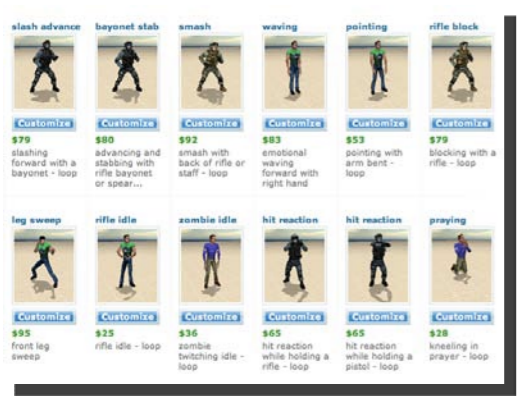 slash advance bayonet stab smash waving pointing rifle block
Customize Customize Customize Customize Customize Customize
$79 $80 $92 $83 $53 $79
slashing advancing and smash with emotional pointing with blocking with a
forward with a stabbing with back of rifle or waving arm bent - rifle - loop
bayonet - loop rifle bayonet staff - loop forward with loop
or spear... right hand
leg sweep rifle idle zombie idle hit reaction hit reaction praying
Customize Customize Customize Customize Customize Customize
$95 $25 $36 $65 $65 $28
front leg rifle idle - loop zombie hit reaction hit reaction kneeling in
sweep twitching idle - while holding a while holding a prayer - loop
loop rifle - loop pistol - loop